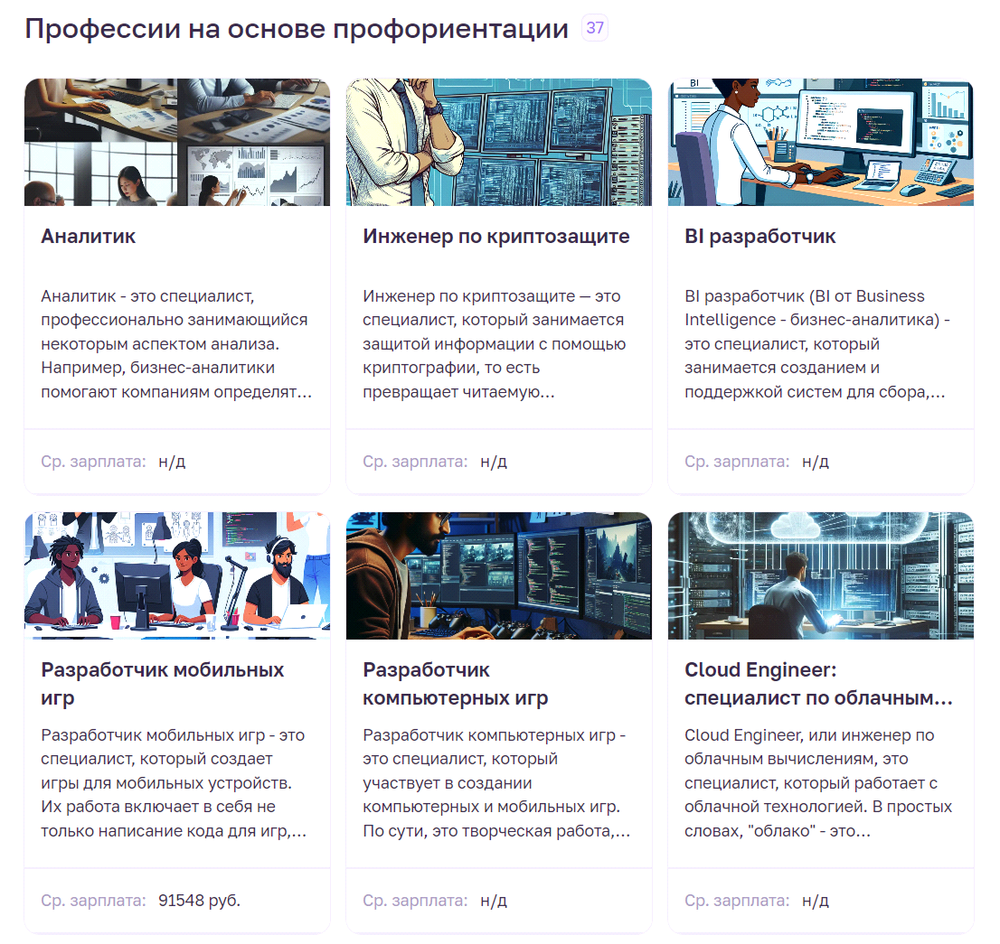 Профессии на основе профориентации 37
BI
Аналитик
Аналитик - это специалист,
профессионально занимающийся
некоторым аспектом анализа.
Например, бизнес-аналитики
помогают компаниям определят...
Ср. зарплата: н/д
Инженер по криптозащите
Инженер по криптозащите — это
специалист, который занимается
защитой информации с помощью
криптографии, то есть
превращает читаемую...
Ср. зарплата: н/д
BI разработчик
BI разработчик (BI от Business
Intelligence - бизнес-аналитика) -
это специалист, который
занимается созданием и
поддержкой систем для сбора,...
Ср. зарплата: н/д
Разработчик мобильных
игр
Разработчик мобильных игр - это
специалист, который создает
игры для мобильных устройств.
Их работа включает в себя не
только написание кода для игр,...
Ср. зарплата: 91548 руб.
Разработчик
компьютерных игр
Разработчик компьютерных игр -
это специалист, который
участвует в создании
компьютерных и мобильных игр.
По сути, это творческая работа,...
Ср. зарплата: н/д
Cloud Engineer:
специалист по облачным...
Cloud Engineer, или инженер по
облачным вычислениям, это
специалист, который работает с
облачной технологией. В простых
словах, "облако" - это...
Ср. зарплата: н/д